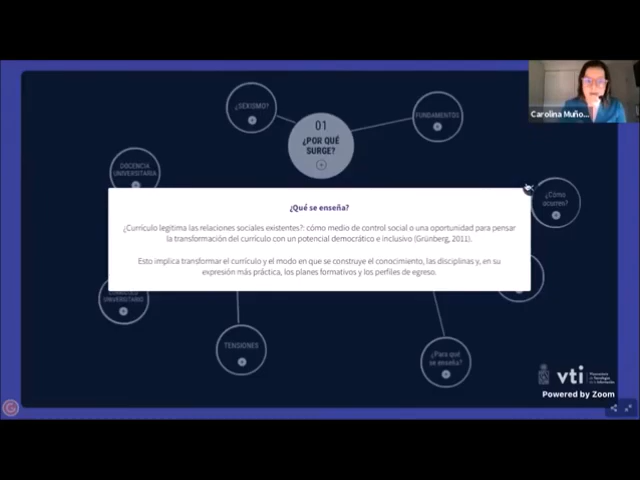 Carolina Muño...
¿SEXISMO?
01
¿POR QUÉ
SURGE?
FUNDAMENTOS
DOCENCIA
UNIVERSITARIA
¿Cómo
ocurren?
¿Qué se enseña?
¿Currículo legitima las relaciones sociales existentes?: cómo medio de control social o una oportunidad para pensar
la transformación del currículo con un potencial democrático e inclusivo (Grünberg, 2011).
Esto implica transformar el currículo y el modo en que se construye el conocimiento, las disciplinas y, en su
expresión más práctica, los planes formativos y los perfiles de egreso.
UNIVERSITARIO
TENSIONES
¿Para qué
se enseña?
vti
Powered by Zoom